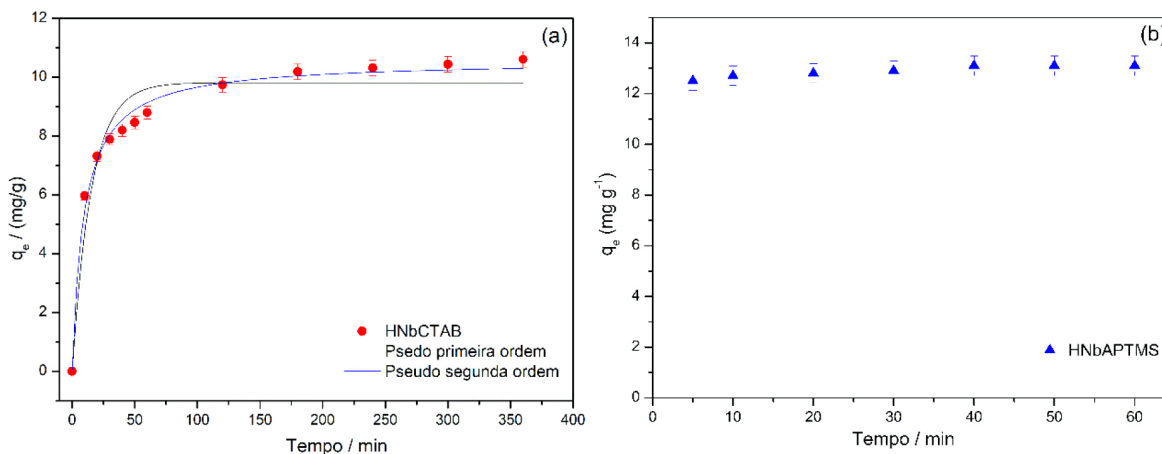 (a)
12
10
8
6
4
2
0
q_e / (mg/g)
HNbCTAB
Psedo primeira ordem
Pseudo segunda ordem
0 50 100 150 200 250 300 350 400
Tempo / min
(b)
14
12
10
8
6
4
2
0
q_e (mg g⁻¹)
HNbAPTMS
0 10 20 30 40 50 60
Tempo / min